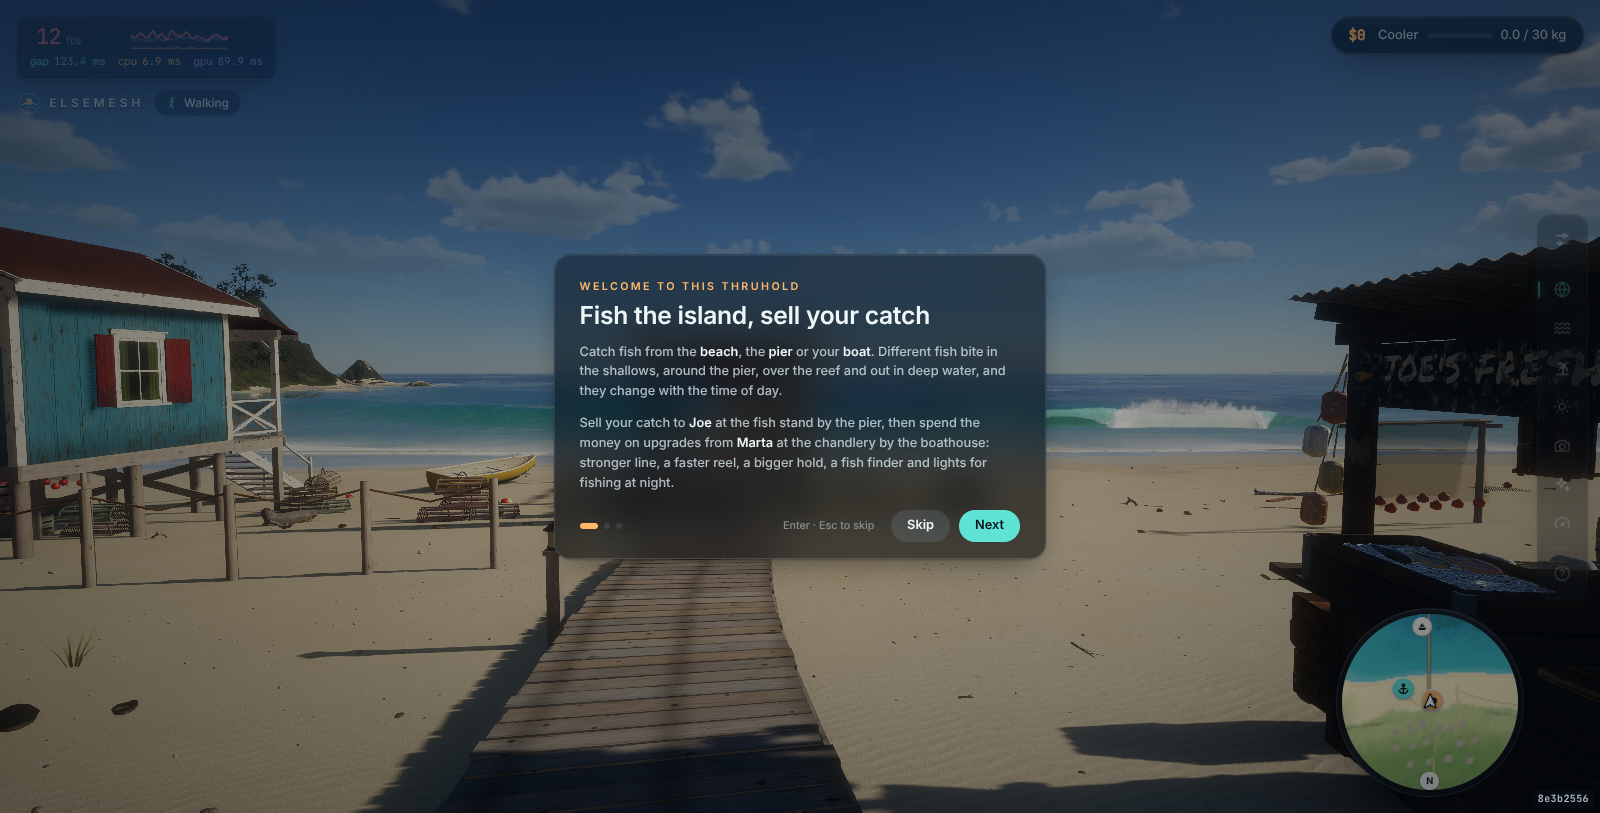 12 fps
gap 123.4 ms cpu 6.9 ms gpu 89.9 ms
ELSEMESH
Walking
$0 Cooler 0.0 / 30 kg
WELCOME TO THIS THRUHOLD
Fish the island, sell your catch
Catch fish from the beach, the pier or your boat. Different fish bite in
the shallows, around the pier, over the reef and out in deep water, and
they change with the time of day.
Sell your catch to Joe at the fish stand by the pier, then spend the
money on upgrades from Marta at the chandlery by the boathouse:
stronger line, a faster reel, a bigger hold, a fish finder and lights for
fishing at night.
Enter · Esc to skip
Skip
Next
JOE'S FRESH
N
8e3b2556